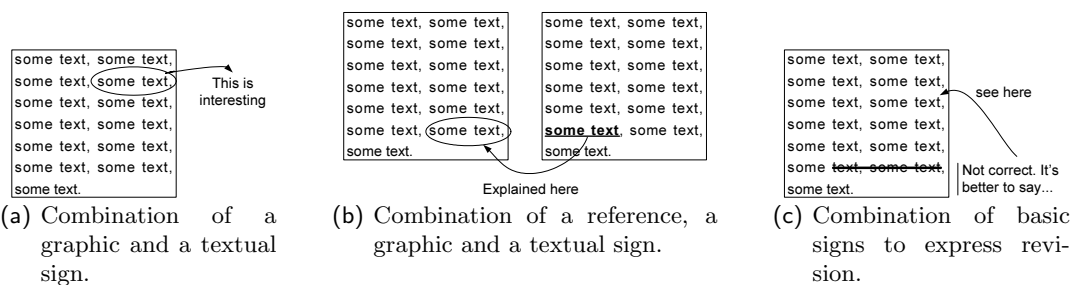 some text, some text,
some text, some text,
some text, some text,
some text, some text,
some text, some text,
some text, some text,
some text.
This is
interesting
(a) Combination of a
graphic and a textual
sign.
some text, some text,
some text, some text,
some text, some text,
some text, some text,
some text, some text,
some text, some text,
some text.
some text, some text,
some text, some text,
some text, some text,
some text, some text,
some text, some text,
some text, some text,
some text.
Explained here
(b) Combination of a reference, a
graphic and a textual sign.
some text, some text,
some text, some text,
some text, some text,
some text, some text,
some text, some text,
some text, some text,
some text.
see here
Not correct. It's
better to say...
(c) Combination of basic
signs to express revi-
sion.